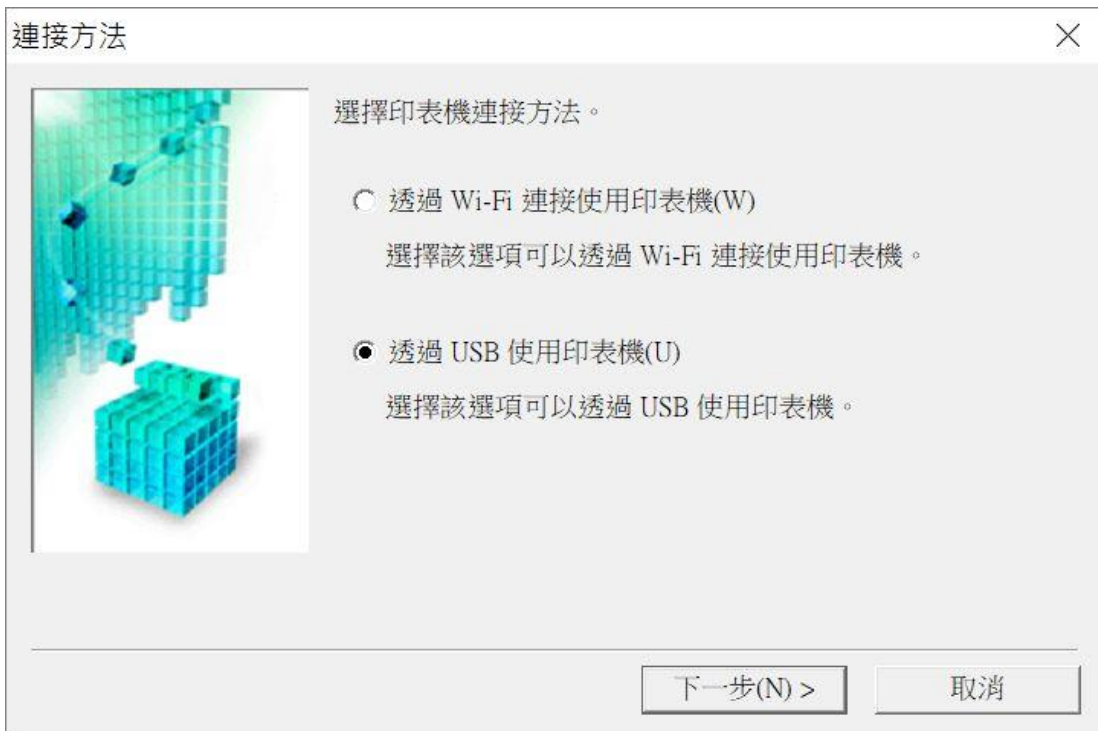 連接方法
選擇印表機連接方法。
透過 Wi-Fi 連接使用印表機(W)
選擇該選項可以透過 Wi-Fi 連接使用印表機。
透過 USB 使用印表機(U)
選擇該選項可以透過 USB 使用印表機。
下一步(N) >
取消